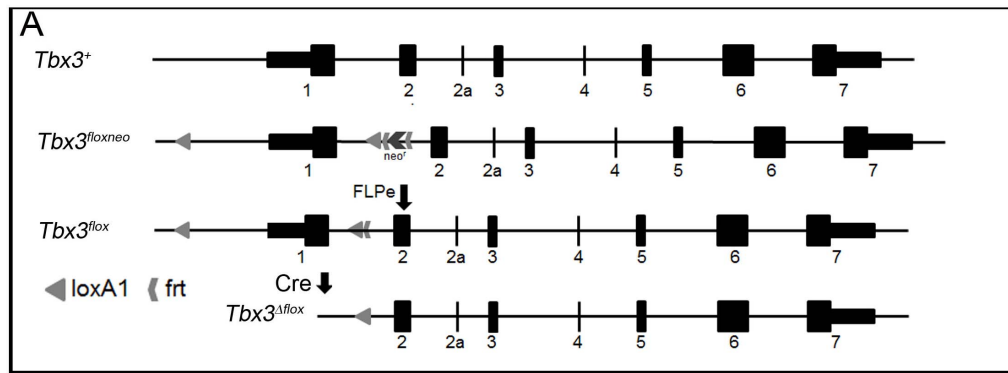 A
Tbx3+
1 2 2a 3 4 5 6 7
Tbx3floxneo
neor
1 2 2a 3 4 5 6 7
FLPe
Tbx3flox
1 2 2a 3 4 5 6 7
loxA1 frt
Cre
Tbx3Δflox
2 2a 3 4 5 6 7